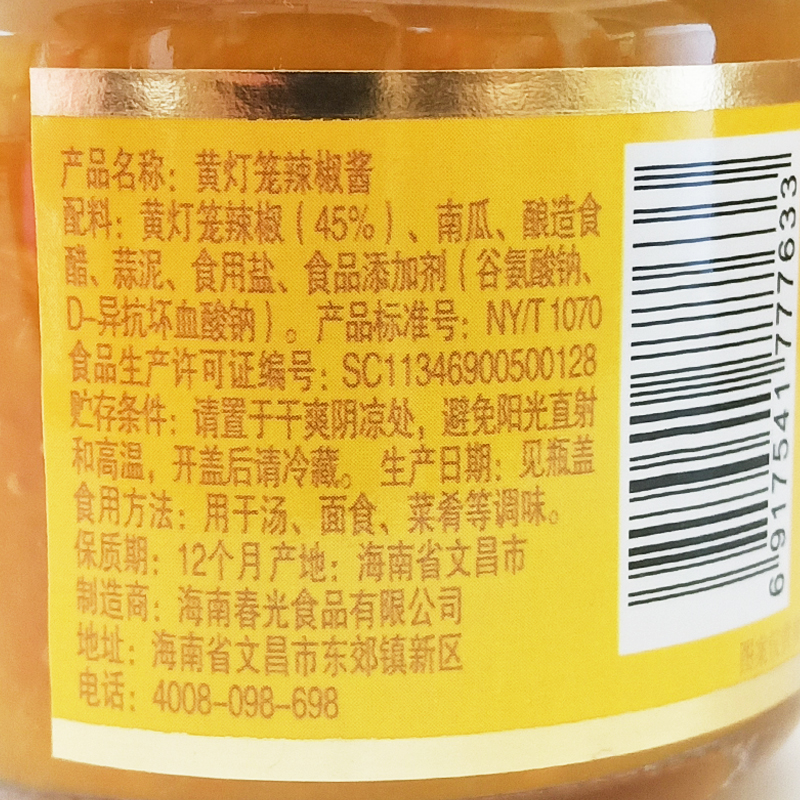 产品名称：黄灯笼辣椒酱
配料：黄灯笼辣椒（45%）、南瓜、酿造食
醋、蒜泥、食用盐、食品添加剂（谷氨酸钠、
D-异抗坏血酸钠）。产品标准号：NY/T 1070
食品生产许可证编号：SC11346900500128
贮存条件：请置于干爽阴凉处，避免阳光直射
和高温，开盖后请冷藏。 生产日期：见瓶盖
食用方法：用于汤、面食、菜肴等调味。
保质期：12个月 产地：海南省文昌市
制造商：海南春光食品有限公司
地址：海南省文昌市东郊镇新区
电话：4008-098-698
6917541777633